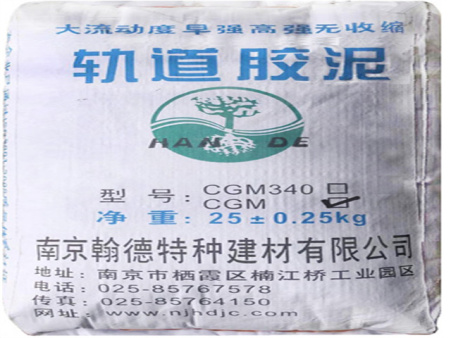 大流动度早强高强无收缩
轨道胶泥
HAN DE
型号:CGM340 □
CGM ☑
净重:25±0.25kg
南京翰德特种建材有限公司
地址:南京市栖霞区楠江桥工业园区
电话:025-85767578
传真:025-85764150
网址:www.njhdjc.com